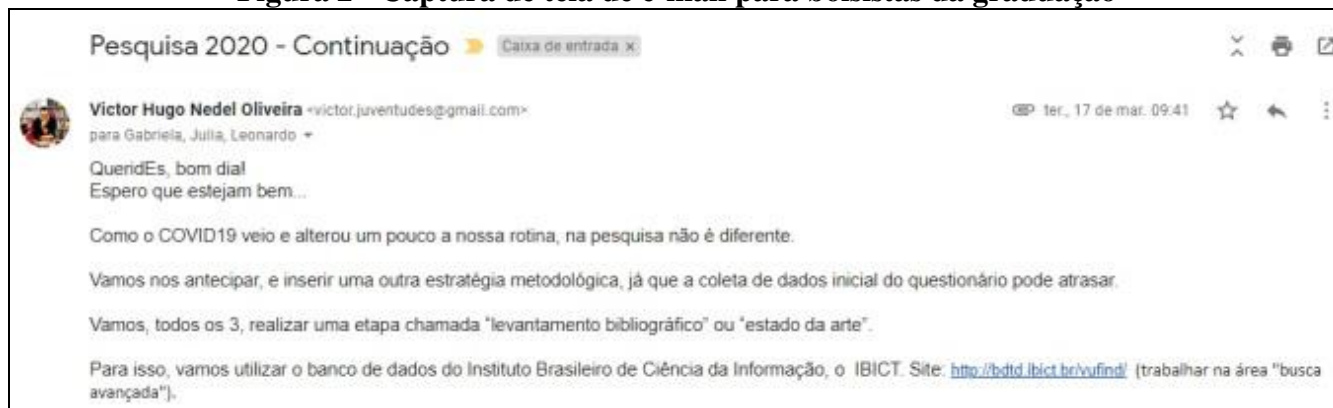 Figura 2 - Captura de tela de e-mail para bolsistas da graduação
Pesquisa 2020 - Continuação Caixa de entrada x
Victor Hugo Nedel Oliveira <victor.juventudes@gmail.com> ter., 17 de mar. 09:41
para Gabriela, Julia, Leonardo
QueridEs, bom dia!
Espero que estejam bem...
Como o COVID19 veio e alterou um pouco a nossa rotina, na pesquisa não é diferente.
Vamos nos antecipar, e inserir uma outra estratégia metodológica, já que a coleta de dados inicial do questionário pode atrasar.
Vamos, todos os 3, realizar uma etapa chamada "levantamento bibliográfico" ou "estado da arte".
Para isso, vamos utilizar o banco de dados do Instituto Brasileiro de Ciência da Informação, o IBICT. Site: http://bdtd.ibict.br/vufind/ (trabalhar na área "busca
avançada").